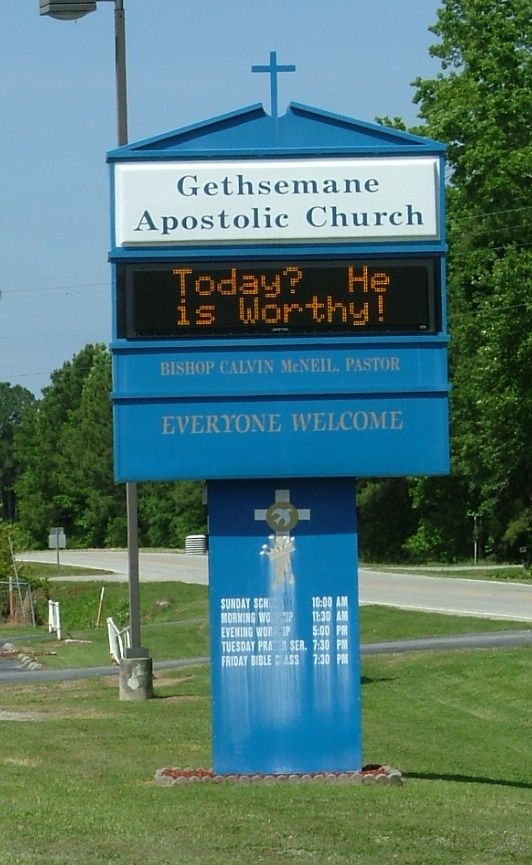 Gethsemane
Apostolic Church
Today? He
is Worthy!
BISHOP CALVIN McNEIL, PASTOR
EVERYONE WELCOME
SUNDAY SCHOOL 10:00 AM
MORNING WORSHIP 11:30 AM
EVENING WORSHIP 5:00 PM
TUESDAY PRAYER SER. 7:30 PM
FRIDAY BIBLE CLASS 7:30 PM